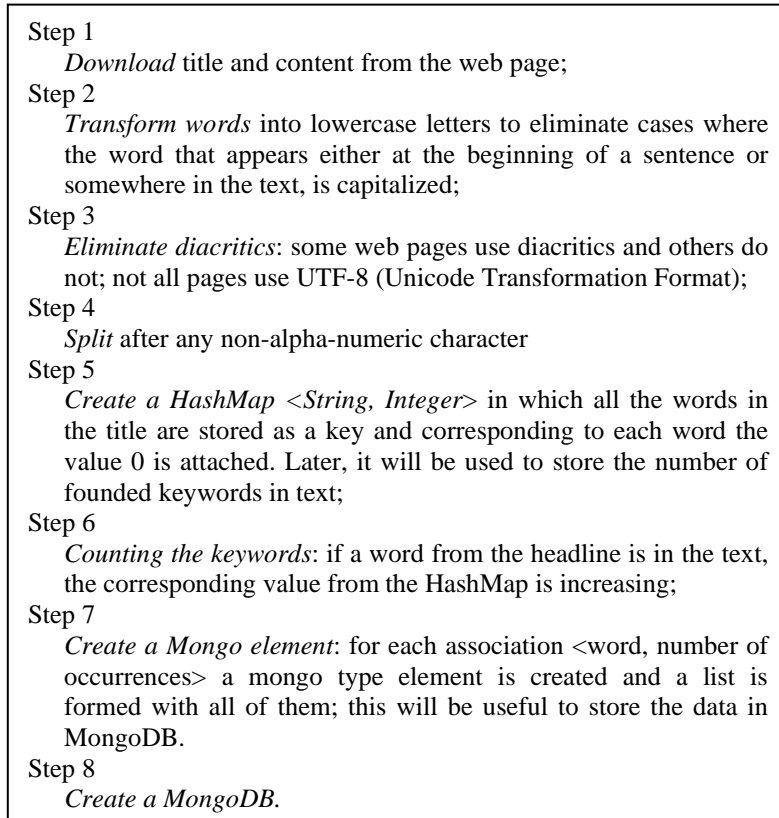 Step 1
Download title and content from the web page;
Step 2
Transform words into lowercase letters to eliminate cases where
the word that appears either at the beginning of a sentence or
somewhere in the text, is capitalized;
Step 3
Eliminate diacritics: some web pages use diacritics and others do
not; not all pages use UTF-8 (Unicode Transformation Format);
Step 4
Split after any non-alpha-numeric character
Step 5
Create a HashMap <String, Integer> in which all the words in
the title are stored as a key and corresponding to each word the
value 0 is attached. Later, it will be used to store the number of
founded keywords in text;
Step 6
Counting the keywords: if a word from the headline is in the text,
the corresponding value from the HashMap is increasing;
Step 7
Create a Mongo element: for each association <word, number of
occurrences> a mongo type element is created and a list is
formed with all of them; this will be useful to store the data in
MongoDB.
Step 8
Create a MongoDB.